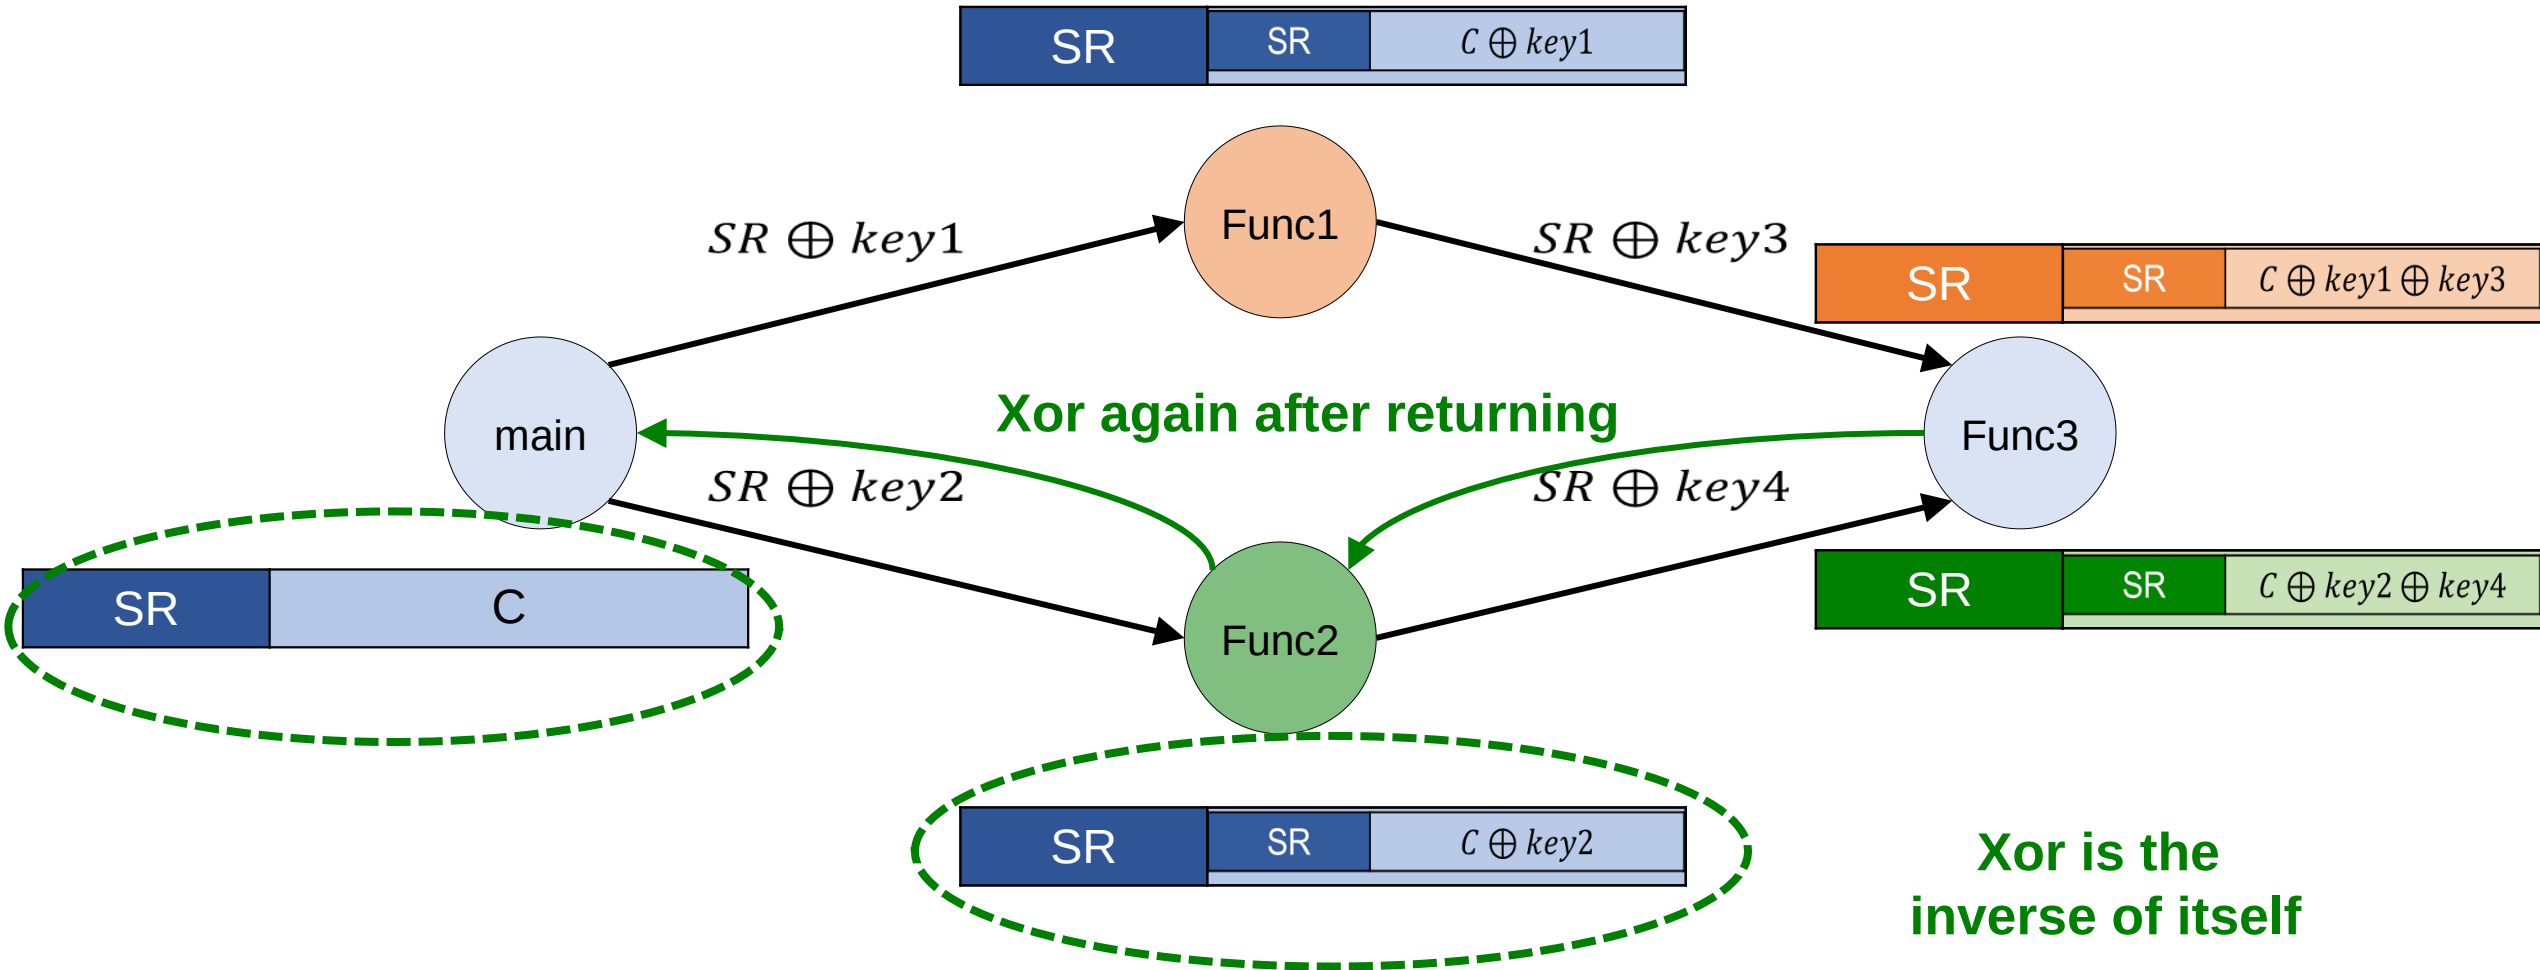 SR SR C ⊕ key1
Func1
SR ⊕ key1
SR ⊕ key3
SR SR C ⊕ key1 ⊕ key3
Xor again after returning
main
Func3
SR ⊕ key2
SR ⊕ key4
SR C
Func2
SR SR C ⊕ key2 ⊕ key4
SR SR C ⊕ key2
Xor is the
inverse of itself